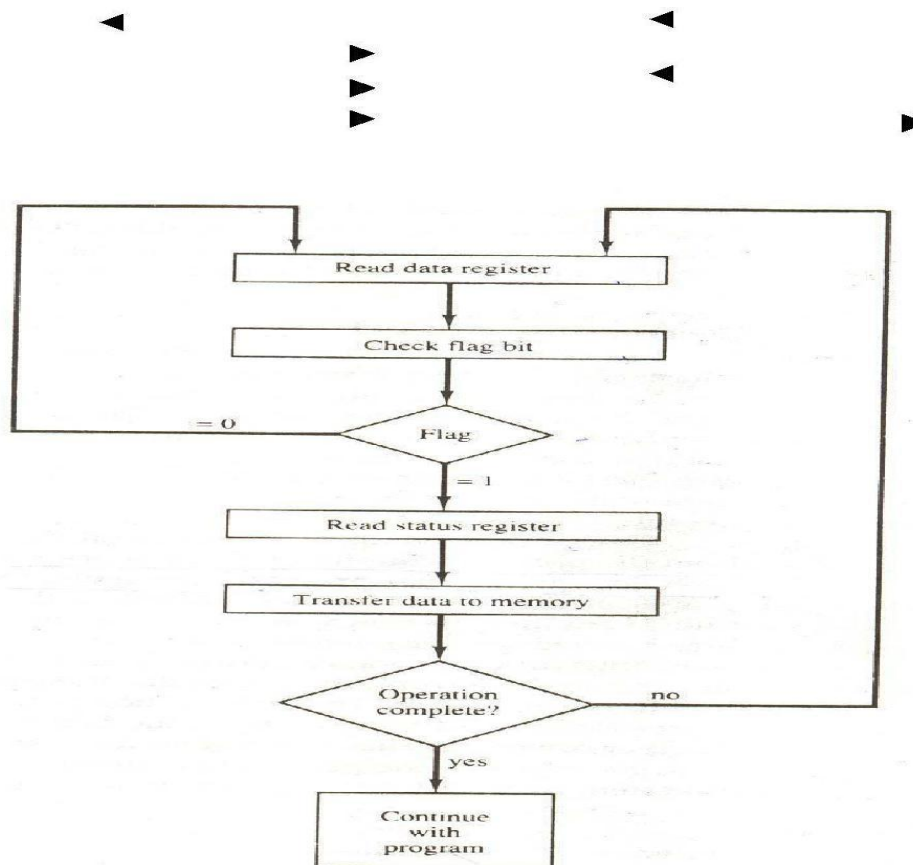 Read data register
Check flag bit
= 0
Flag
= 1
Read status register
Transfer data to memory
Operation
complete?
no
yes
Continue
with
program